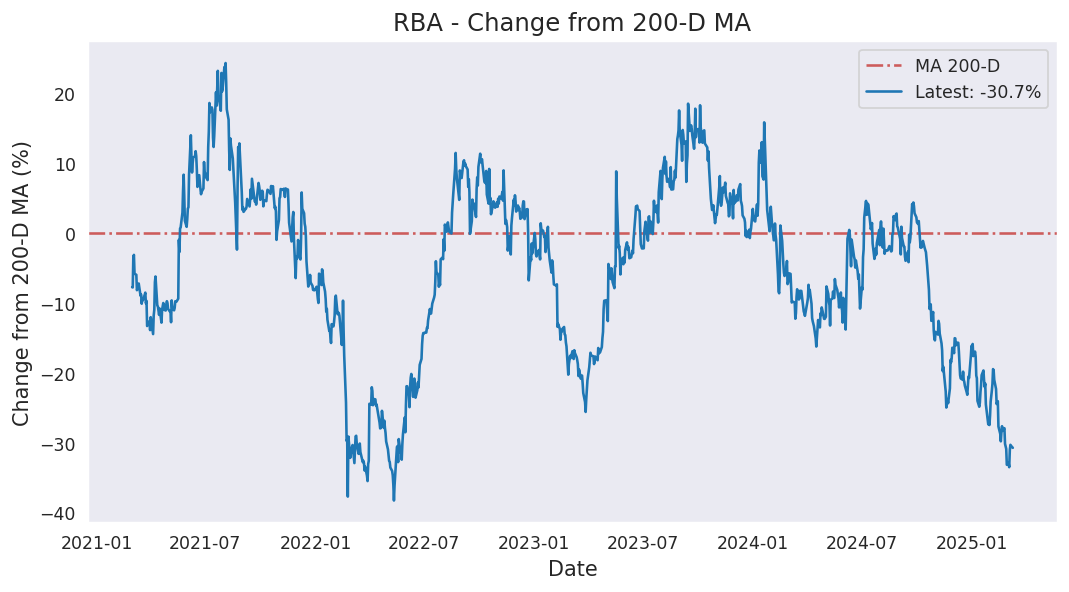 RBA - Change from 200-D MA
MA 200-D
Latest: -30.7%
Change from 200-D MA (%)
20
10
0
−10
−20
−30
−40
2021-01 2021-07 2022-01 2022-07 2023-01 2023-07 2024-01 2024-07 2025-01
Date